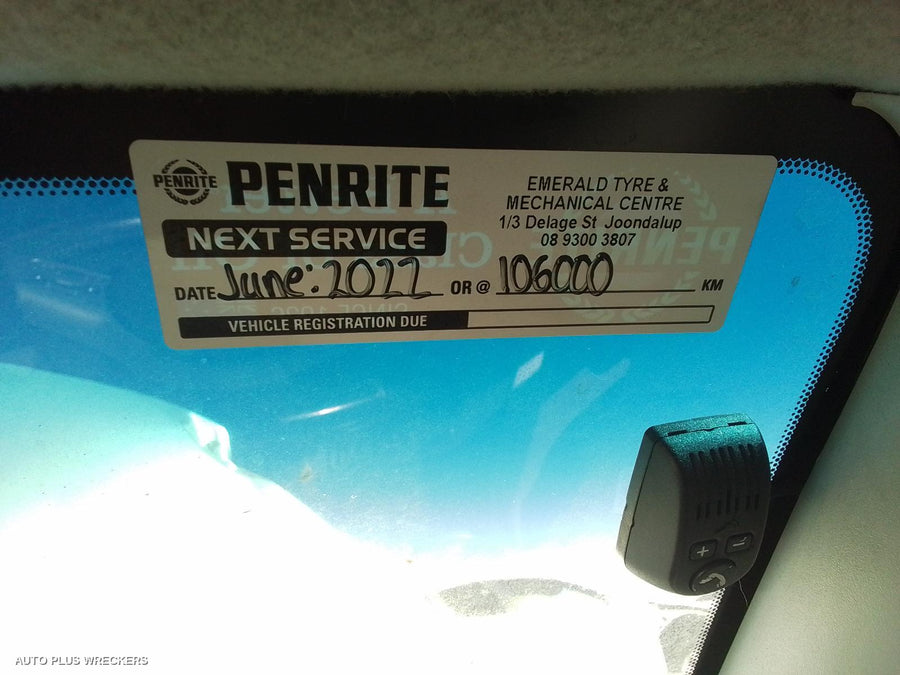 PENRITE
PENRITE
NEXT SERVICE
DATE June: 2022 OR @ 106000 KM
VEHICLE REGISTRATION DUE
EMERALD TYRE &
MECHANICAL CENTRE
1/3 Delage St Joondalup
08 9300 3807
AUTO PLUS WRECKERS